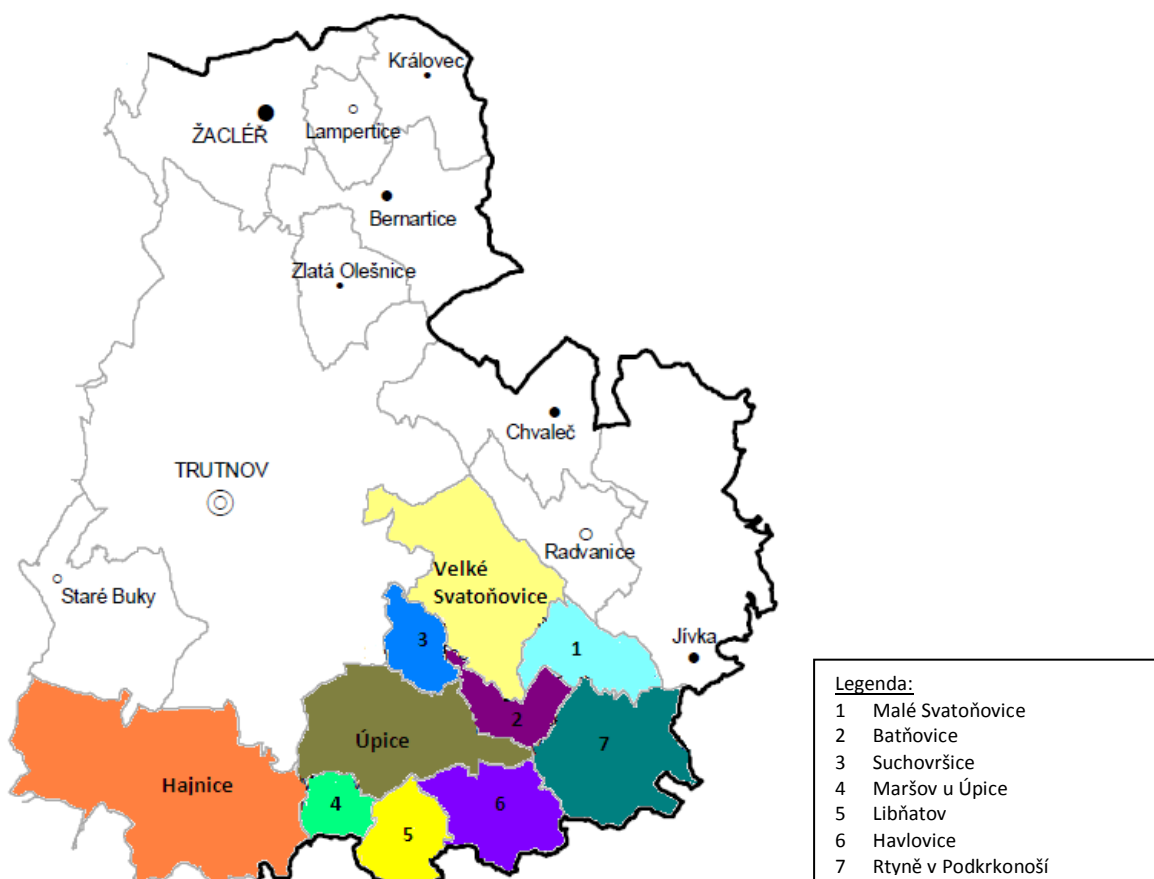 Královec
ŽACLÉŘ
Lampertice
Bernartice
Zlatá Olešnice
Chvaleč
TRUTNOV
Radvanice
Velké
Svatoňovice
Staré Buky
3
1
Jívka
2
Úpice
7
Hajnice
4
6
5
Legenda:
1 Malé Svatoňovice
2 Batňovice
3 Suchovršice
4 Maršov u Úpice
5 Libňatov
6 Havlovice
7 Rtyně v Podkrkonoší